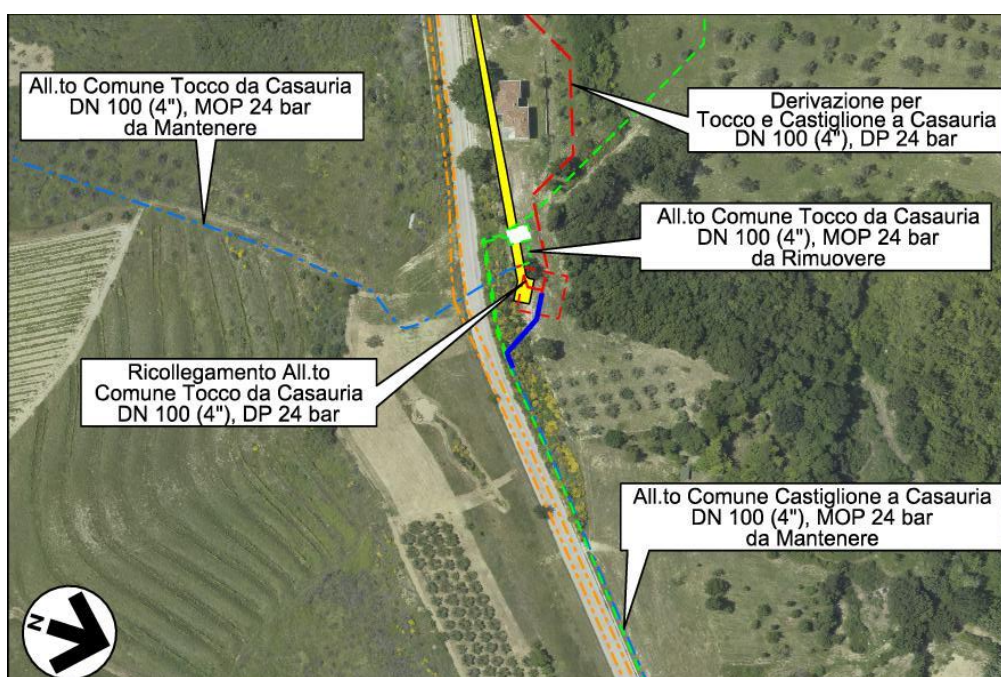 All.to Comune Tocco da Casauria
DN 100 (4"), MOP 24 bar
da Mantenere
Derivazione per
Tocco e Castiglione a Casauria
DN 100 (4"), DP 24 bar
All.to Comune Tocco da Casauria
DN 100 (4"), MOP 24 bar
da Rimuovere
Ricollegamento All.to
Comune Tocco da Casauria
DN 100 (4"), DP 24 bar
All.to Comune Castiglione a Casauria
DN 100 (4"), MOP 24 bar
da Mantenere
N